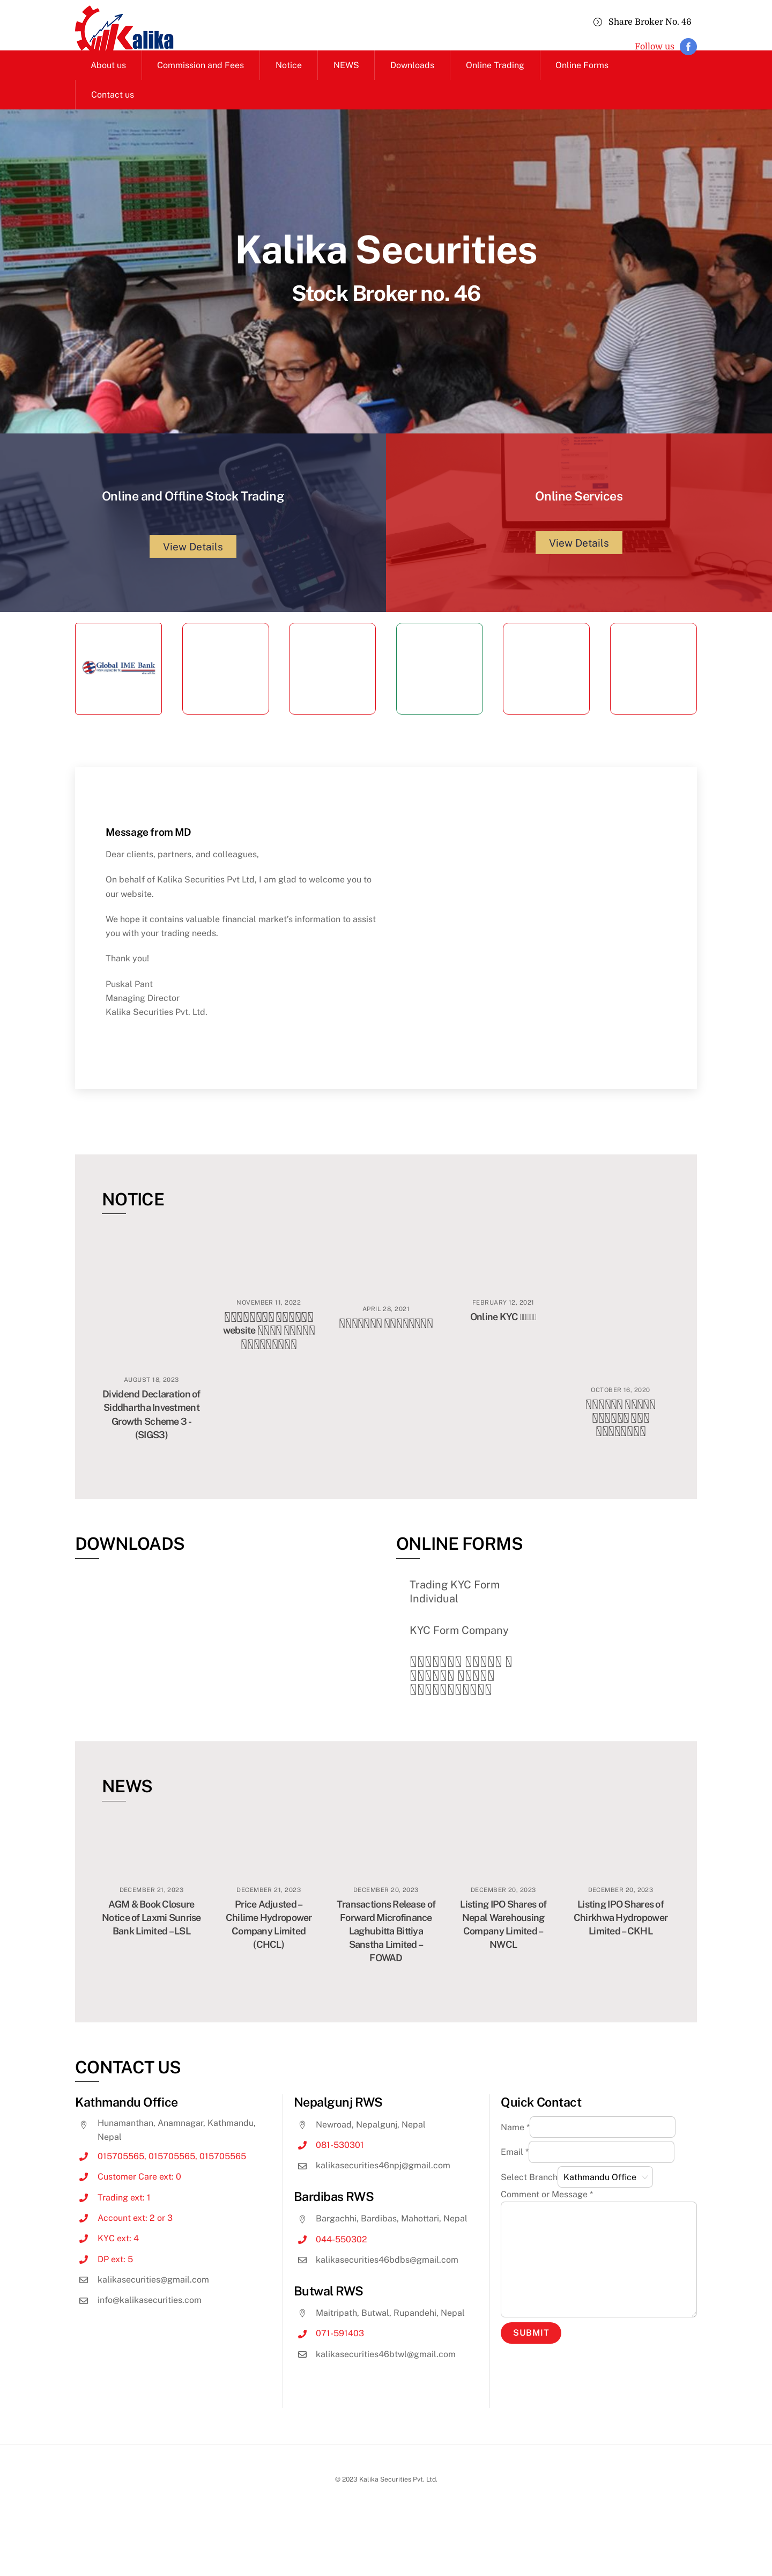 Kalika
Share Broker No. 46
Follow us
About us
Commission and Fees
Notice
NEWS
Downloads
Online Trading
Online Forms
Contact us
Kalika Securities
Stock Broker no. 46
Online and Offline Stock Trading
View Details
Online Services
View Details
Global IME Bank
Message from MD
Dear clients, partners, and colleagues,
On behalf of Kalika Securities Pvt Ltd, I am glad to welcome you to
our website.
We hope it contains valuable financial market's information to assist
you with your trading needs.
Thank you!
Puskal Pant
Managing Director
Kalika Securities Pvt. Ltd.
NOTICE
AUGUST 18, 2023
Dividend Declaration of
Siddhartha Investment
Growth Scheme 3 -
(SIGS3)
NOVEMBER 11, 2022
website
APRIL 28, 2021
FEBRUARY 12, 2021
Online KYC
OCTOBER 16, 2020
DOWNLOADS
ONLINE FORMS
Trading KYC Form
Individual
KYC Form Company
NEWS
DECEMBER 21, 2023
AGM & Book Closure
Notice of Laxmi Sunrise
Bank Limited – LSL
DECEMBER 21, 2023
Price Adjusted –
Chilime Hydropower
Company Limited
(CHCL)
DECEMBER 20, 2023
Transactions Release of
Forward Microfinance
Laghubitta Bittiya
Sanstha Limited –
FOWAD
DECEMBER 20, 2023
Listing IPO Shares of
Nepal Warehousing
Company Limited –
NWCL
DECEMBER 20, 2023
Listing IPO Shares of
Chirkhwa Hydropower
Limited – CKHL
CONTACT US
Kathmandu Office
Hunamanthan, Anamnagar, Kathmandu,
Nepal
015705565, 015705565, 015705565
Customer Care ext: 0
Trading ext: 1
Account ext: 2 or 3
KYC ext: 4
DP ext: 5
kalikasecurities@gmail.com
info@kalikasecurities.com
Nepalgunj RWS
Newroad, Nepalgunj, Nepal
081-530301
kalikasecurities46npj@gmail.com
Bardibas RWS
Bargachhi, Bardibas, Mahottari, Nepal
044-550302
kalikasecurities46bdbs@gmail.com
Butwal RWS
Maitripath, Butwal, Rupandehi, Nepal
071-591403
kalikasecurities46btwl@gmail.com
Quick Contact
Name *
Email *
Select Branch Kathmandu Office
Comment or Message *
SUBMIT
© 2023 Kalika Securities Pvt. Ltd.